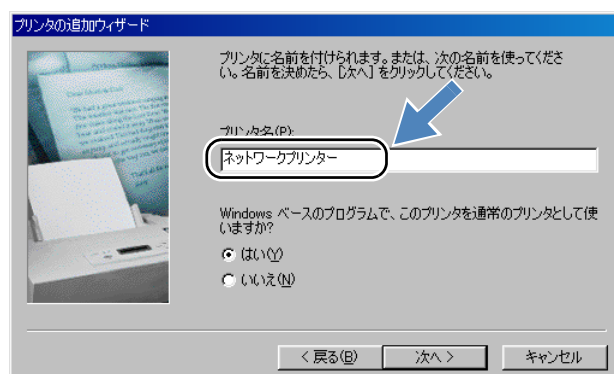 プリンタの追加ウィザード
プリンタに名前を付けられます。または、次の名前を使ってくださ
い。名前を決めたら、[次へ] をクリックしてください。
プリンタ名(P):
ネットワークプリンター
Windows ベースのプログラムで、このプリンタを通常のプリンタとして使
いますか?
はい(Y)
いいえ(N)
< 戻る(B)
次へ >
キャンセル